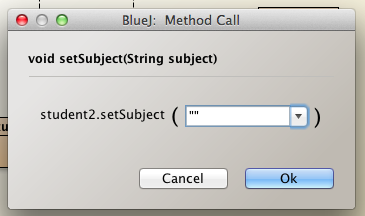 BlueJ: Method Call
void setSubject(String subject)
student2.setSubject ( "" )
Cancel Ok